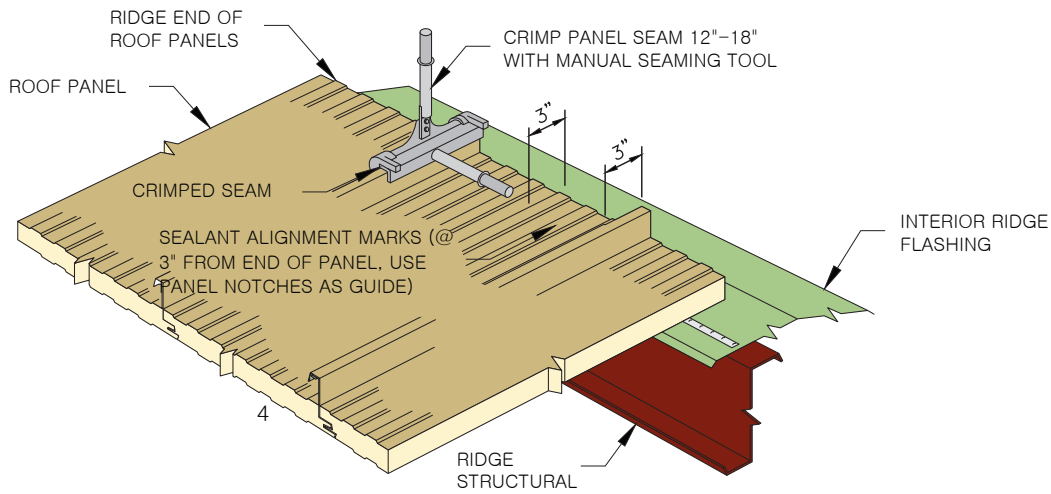 RIDGE END OF
ROOF PANELS
CRIMP PANEL SEAM 12"-18"
WITH MANUAL SEAMING TOOL
ROOF PANEL
3"
3"
CRIMPED SEAM
SEALANT ALIGNMENT MARKS (@
3" FROM END OF PANEL, USE
PANEL NOTCHES AS GUIDE)
INTERIOR RIDGE
FLASHING
4
RIDGE
STRUCTURAL